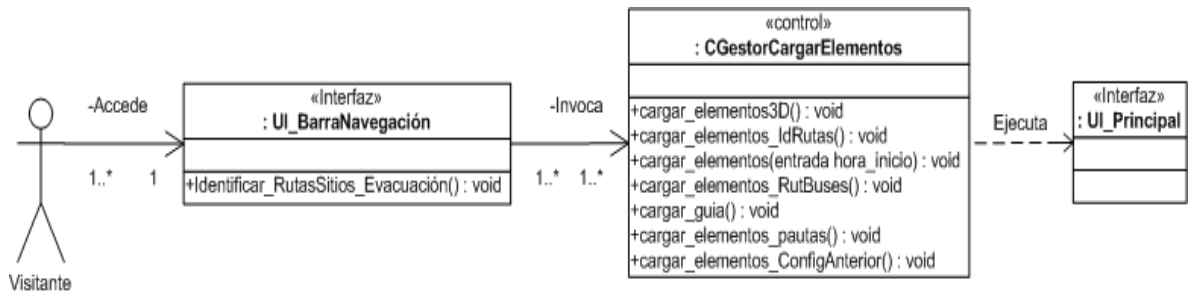 Visitante
-Accede
1..*
1
«Interfaz»
: UI_BarraNavegación
+Identificar_RutasSitios_Evacuación() : void
-Invoca
1..*
1..*
«control»
: CGestorCargarElementos
+cargar_elementos3D() : void
+cargar_elementos_IdRutas() : void
+cargar_elementos(entrada hora_inicio) : void
+cargar_elementos_RutBuses() : void
+cargar_guia() : void
+cargar_elementos_pautas() : void
+cargar_elementos_ConfigAnterior() : void
Ejecuta
«Interfaz»
: UI_Principal